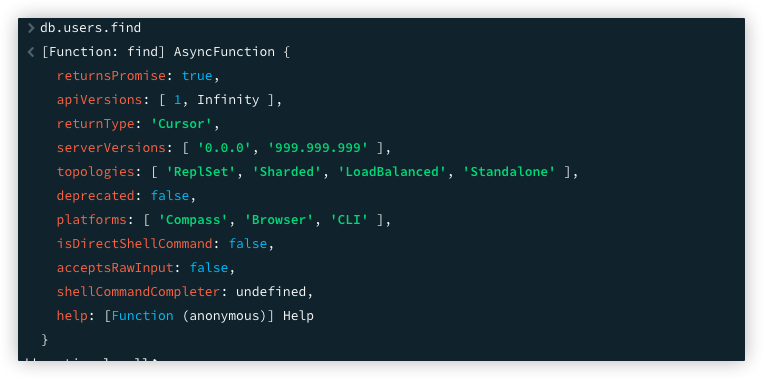 > db.users.find
< [Function: find] AsyncFunction {
returnsPromise: true,
apiVersions: [ 1, Infinity ],
returnType: 'Cursor',
serverVersions: [ '0.0.0', '999.999.999' ],
topologies: [ 'ReplSet', 'Sharded', 'LoadBalanced', 'Standalone' ],
deprecated: false,
platforms: [ 'Compass', 'Browser', 'CLI' ],
isDirectShellCommand: false,
acceptsRawInput: false,
shellCommandCompleter: undefined,
help: [Function (anonymous)] Help
}